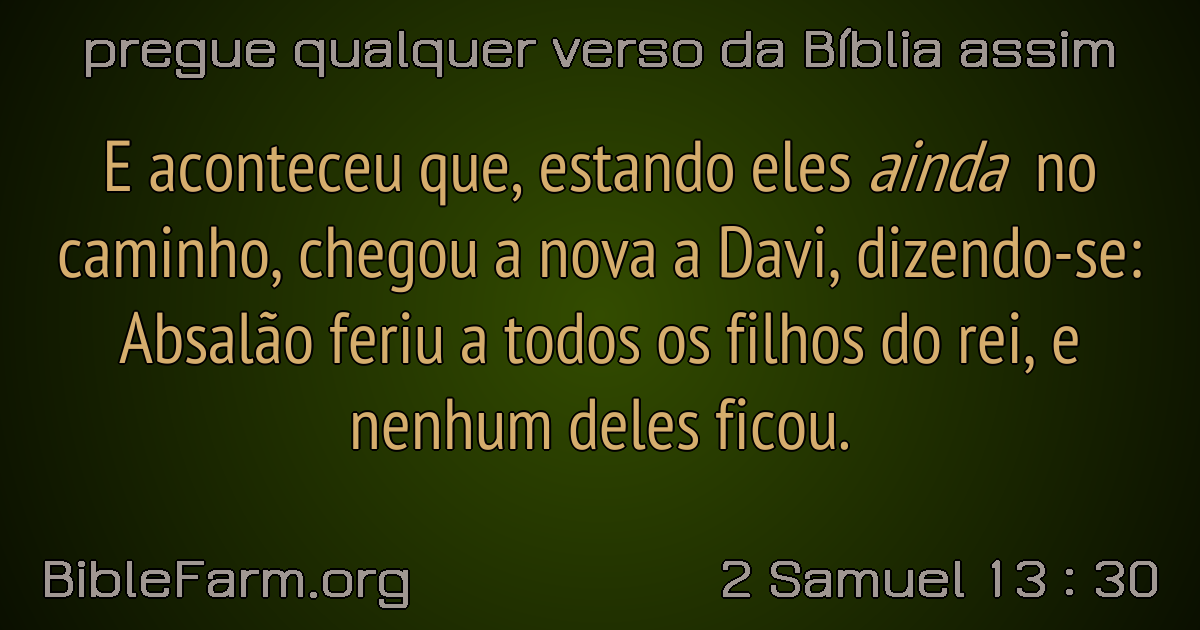 pregue qualquer verso da Bíblia assim
E aconteceu que, estando eles ainda no
caminho, chegou a nova a Davi, dizendo-se:
Absalão feriu a todos os filhos do rei, e
nenhum deles ficou.
BibleFarm.org
2 Samuel 13 : 30